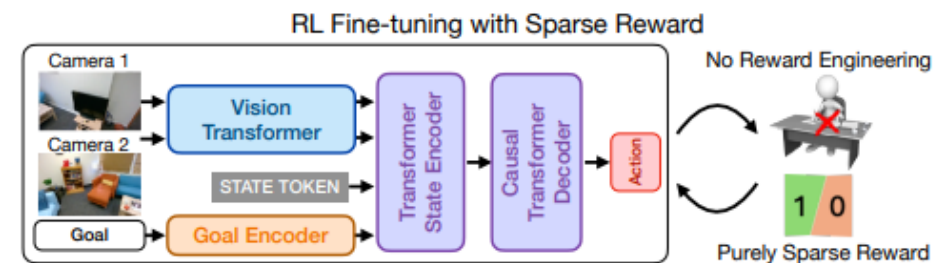 RL Fine-tuning with Sparse Reward
Camera 1
Camera 2
Goal
Vision
Transformer
STATE TOKEN
Goal Encoder
Transformer
State Encoder
Causal
Transformer
Decoder
Action
No Reward Engineering
1 0
Purely Sparse Reward